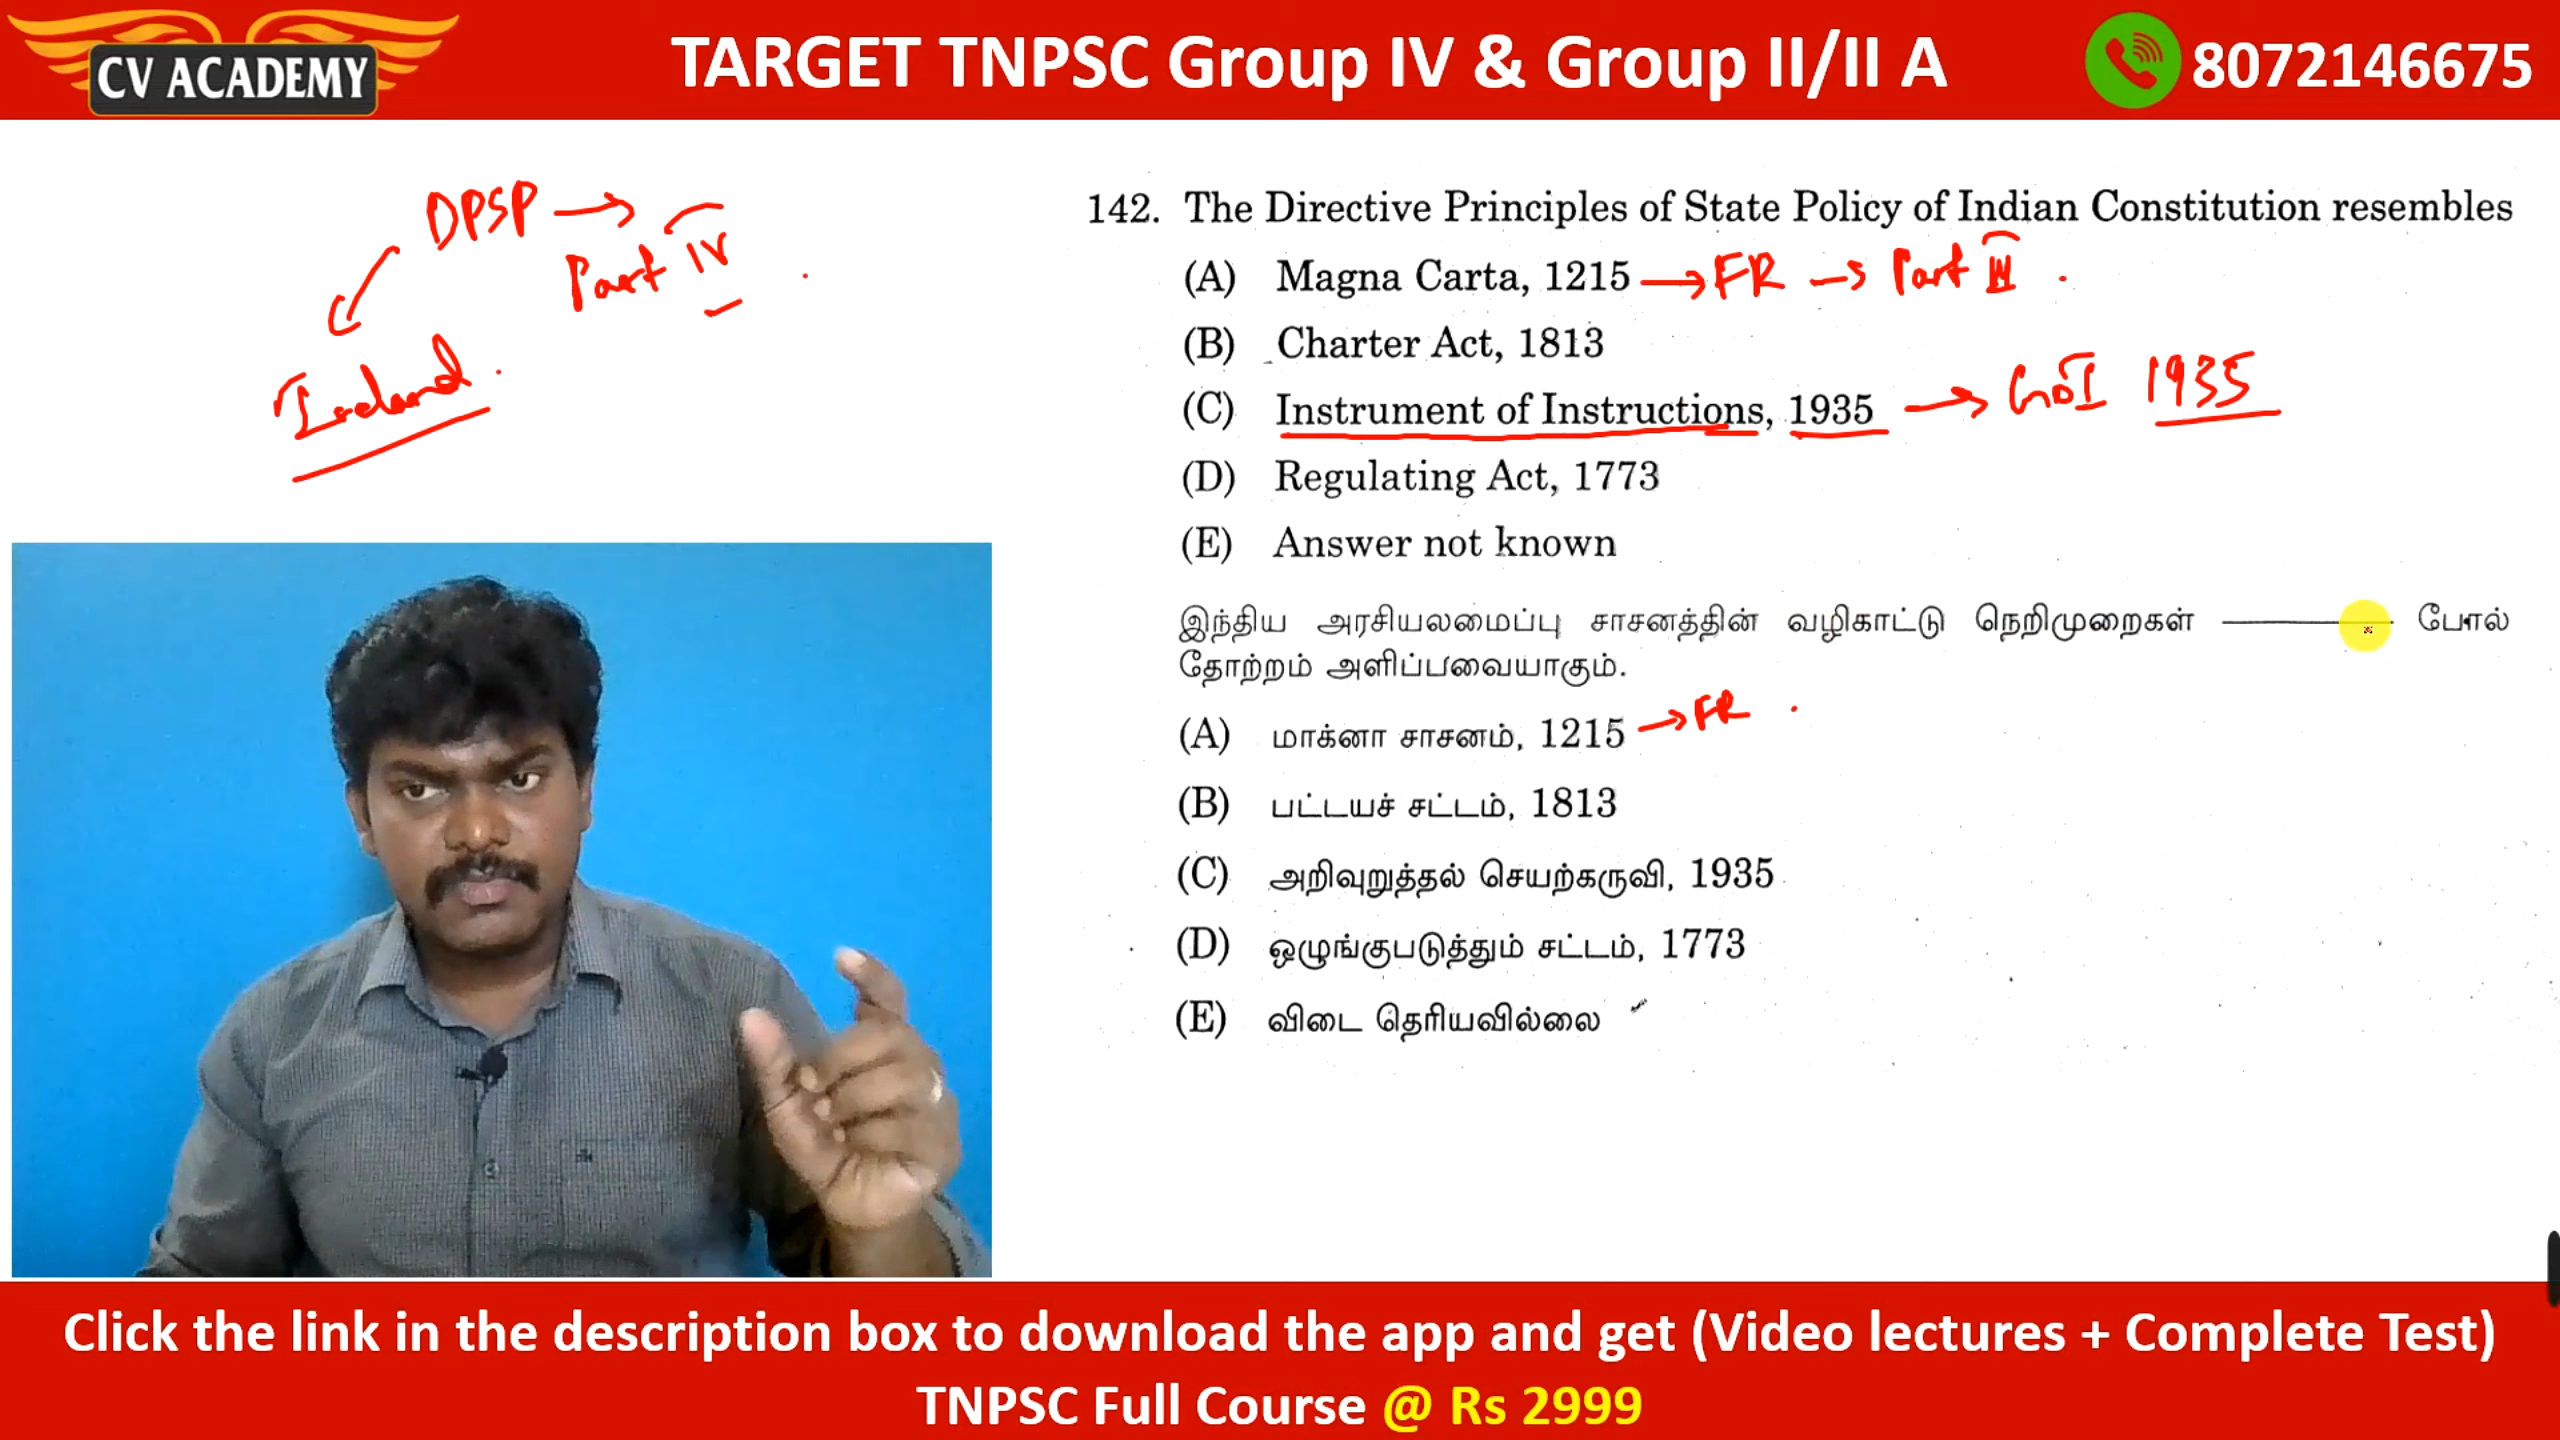 CV ACADEMY
TARGET TNPSC Group IV & Group II/II A
8072146675
DPSP →
Part IV
Ireland.
142. The Directive Principles of State Policy of Indian Constitution resembles
(A) Magna Carta, 1215 → FR → Part III .
(B) Charter Act, 1813
(C) Instrument of Instructions, 1935 → GoI 1935
(D) Regulating Act, 1773
(E) Answer not known
இந்திய அரசியலமைப்பு சாசனத்தின் வழிகாட்டு நெறிமுறைகள் ———— போல்
தோற்றம் அளிப்பவையாகும்.
(A) மாக்னா சாசனம், 1215 → FR .
(B) பட்டயச் சட்டம், 1813
(C) அறிவுறுத்தல் செயற்கருவி, 1935
(D) ஒழுங்குபடுத்தும் சட்டம், 1773
(E) விடை தெரியவில்லை
Click the link in the description box to download the app and get (Video lectures + Complete Test)
TNPSC Full Course @ Rs 2999